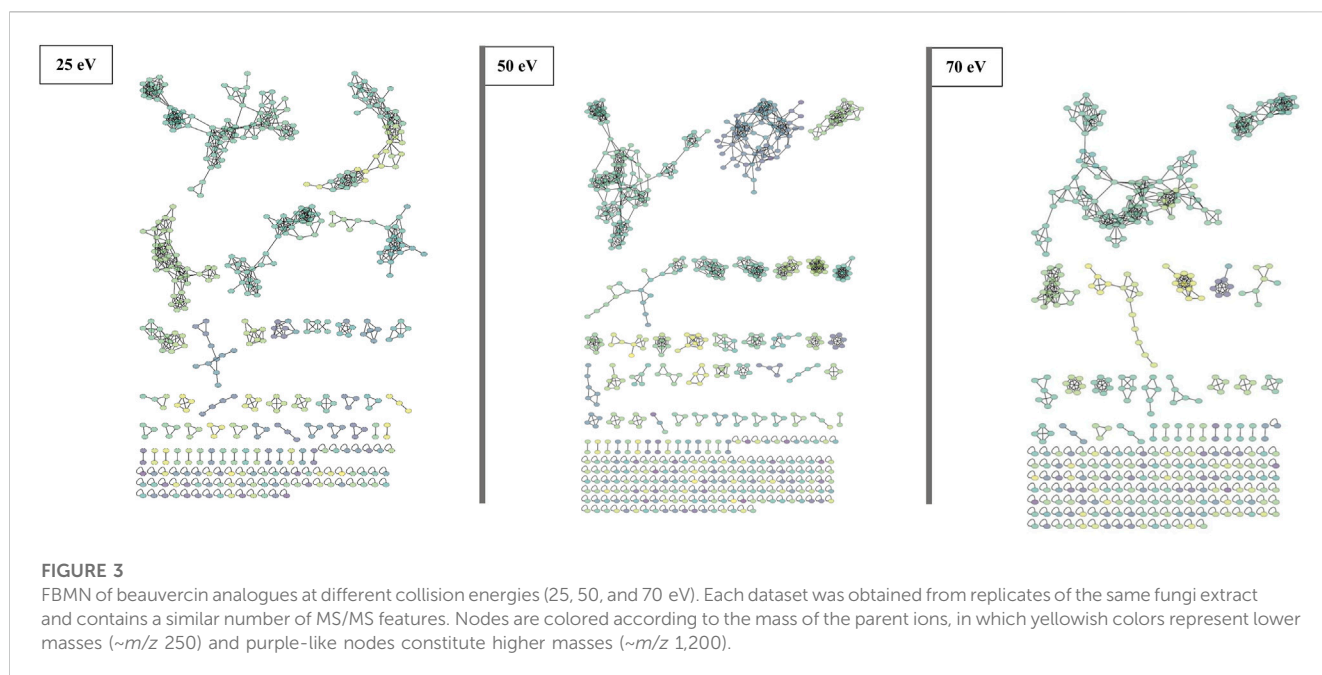 25 eV
50 eV
70 eV
FIGURE 3
FBMN of beauvercin analogues at different collision energies (25, 50, and 70 eV). Each dataset was obtained from replicates of the same fungi extract
and contains a similar number of MS/MS features. Nodes are colored according to the mass of the parent ions, in which yellowish colors represent lower
masses (~m/z 250) and purple-like nodes constitute higher masses (~m/z 1,200).